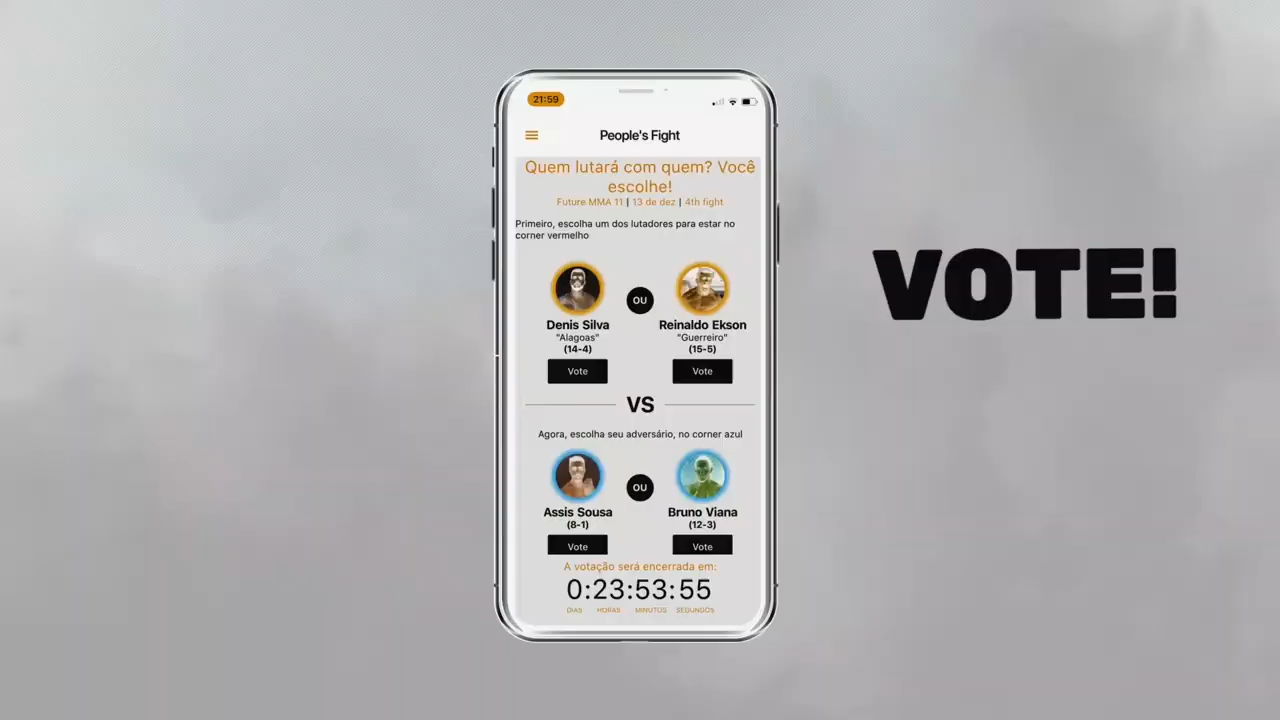 21:59
People's Fight
Quem lutará com quem? Você
escolhe!
Future MMA 11 | 13 de dez | 4th fight
Primeiro, escolha um dos lutadores para estar no
corner vermelho
OU
Denis Silva
Reinaldo Ekson
"Alagoas"
"Guerreiro"
(14-4)
(15-5)
Vote
Vote
VS
Agora, escolha seu adversário, no corner azul
OU
Assis Sousa
Bruno Viana
(8-1)
(12-3)
Vote
Vote
A votação será encerrada em:
0:23:53:55
DIAS HORAS MINUTOS SEGUNDOS
VOTE!